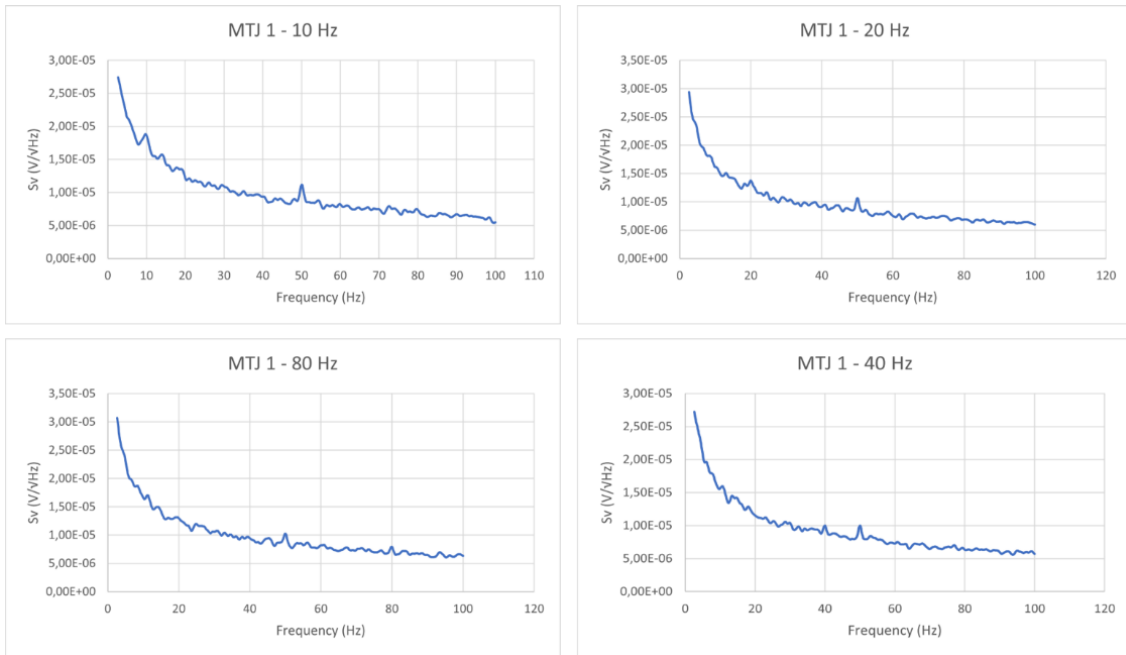 MTJ 1 - 10 Hz
3,00E-05
2,50E-05
2,00E-05
1,50E-05
1,00E-05
5,00E-06
0,00E+00
Sv (V/√Hz)
0 10 20 30 40 50 60 70 80 90 100 110
Frequency (Hz)
MTJ 1 - 20 Hz
3,50E-05
3,00E-05
2,50E-05
2,00E-05
1,50E-05
1,00E-05
5,00E-06
0,00E+00
Sv (V/√Hz)
0 20 40 60 80 100 120
Frequency (Hz)
MTJ 1 - 80 Hz
3,50E-05
3,00E-05
2,50E-05
2,00E-05
1,50E-05
1,00E-05
5,00E-06
0,00E+00
Sv (V/√Hz)
0 20 40 60 80 100 120
Frequency (Hz)
MTJ 1 - 40 Hz
3,00E-05
2,50E-05
2,00E-05
1,50E-05
1,00E-05
5,00E-06
0,00E+00
Sv (V/√Hz)
0 20 40 60 80 100 120
Frequency (Hz)